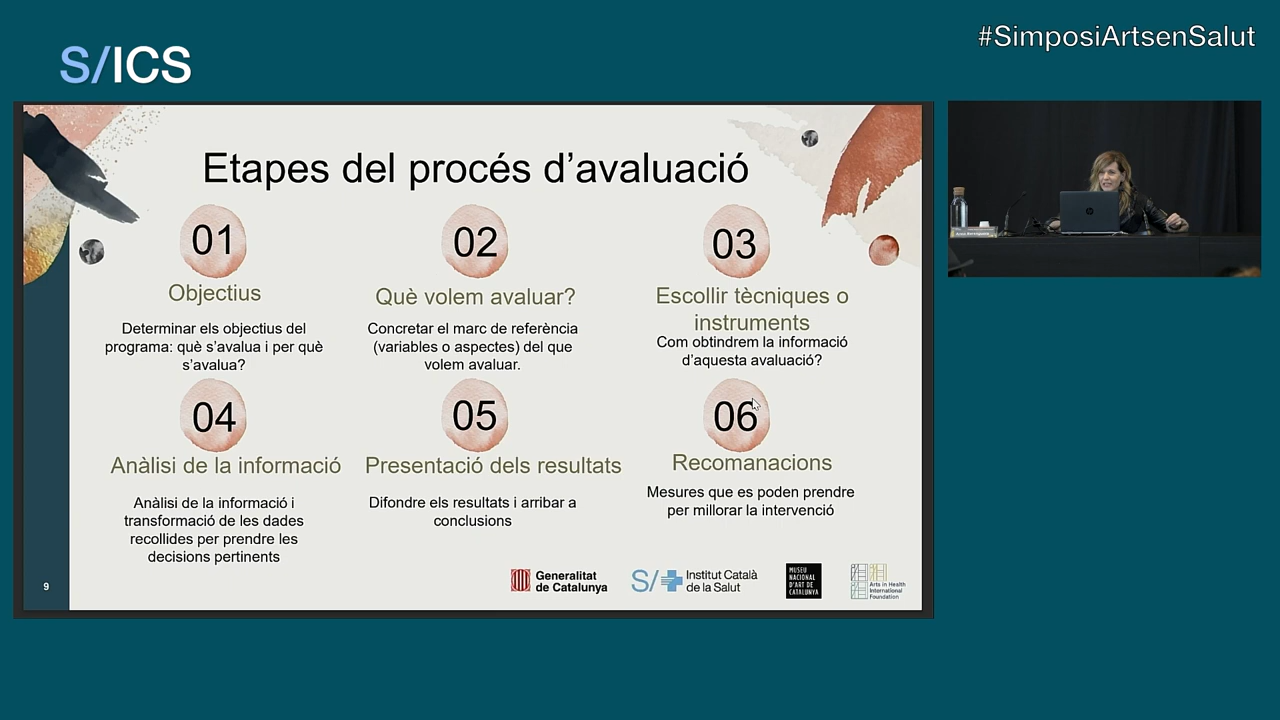 #SimposiArtsenSalut
S/ICS
Etapes del procés d'avaluació
01
Objectius
Determinar els objectius del
programa: què s'avalua i per què
s'avalua?
02
Què volem avaluar?
Concretar el marc de referència
(variables o aspectes) del que
volem avaluar.
03
Escollir tècniques o
instruments
Com obtindrem la informació
d'aquesta avaluació?
04
Anàlisi de la informació
Anàlisi de la informació i
transformació de les dades
recollides per prendre les
decisions pertinents
05
Presentació dels resultats
Difondre els resultats i arribar a
conclusions
06
Recomanacions
Mesures que es poden prendre
per millorar la intervenció
9
Generalitat
de Catalunya
S/
Institut Català
de la Salut
MUSEU
NACIONAL
D'ART DE
CATALUNYA
Arts in Health
International
Foundation